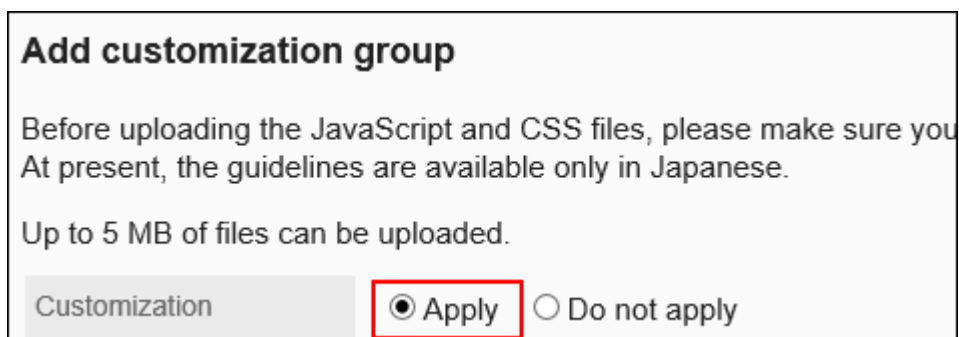 Add customization group
Before uploading the JavaScript and CSS files, please make sure you
At present, the guidelines are available only in Japanese.
Up to 5 MB of files can be uploaded.
Customization Apply Do not apply